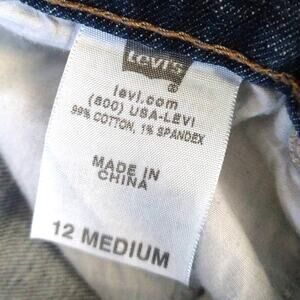 Levi's
®
levi.com
(800) USA-LEVI
99% COTTON, 1% SPANDEX
MADE IN
CHINA
12 MEDIUM